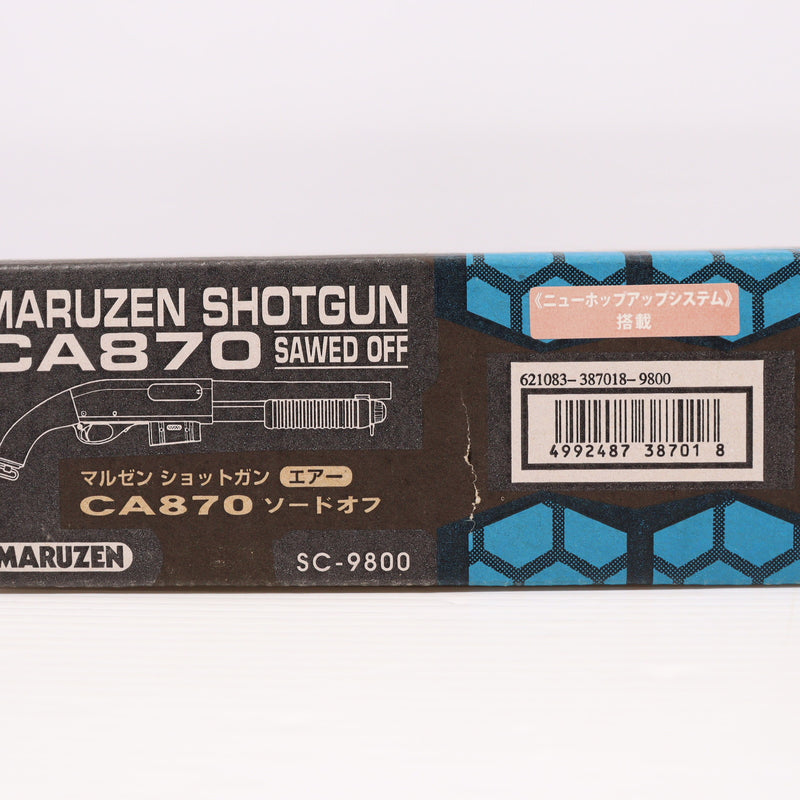 MARUZEN SHOTGUN
CA870 SAWED OFF
マルゼン ショットガン エアー
CA870 ソードオフ
MARUZEN
SC-9800
《ニューホップアップシステム》
搭載
621083-387018-9800
4992487 38701 8